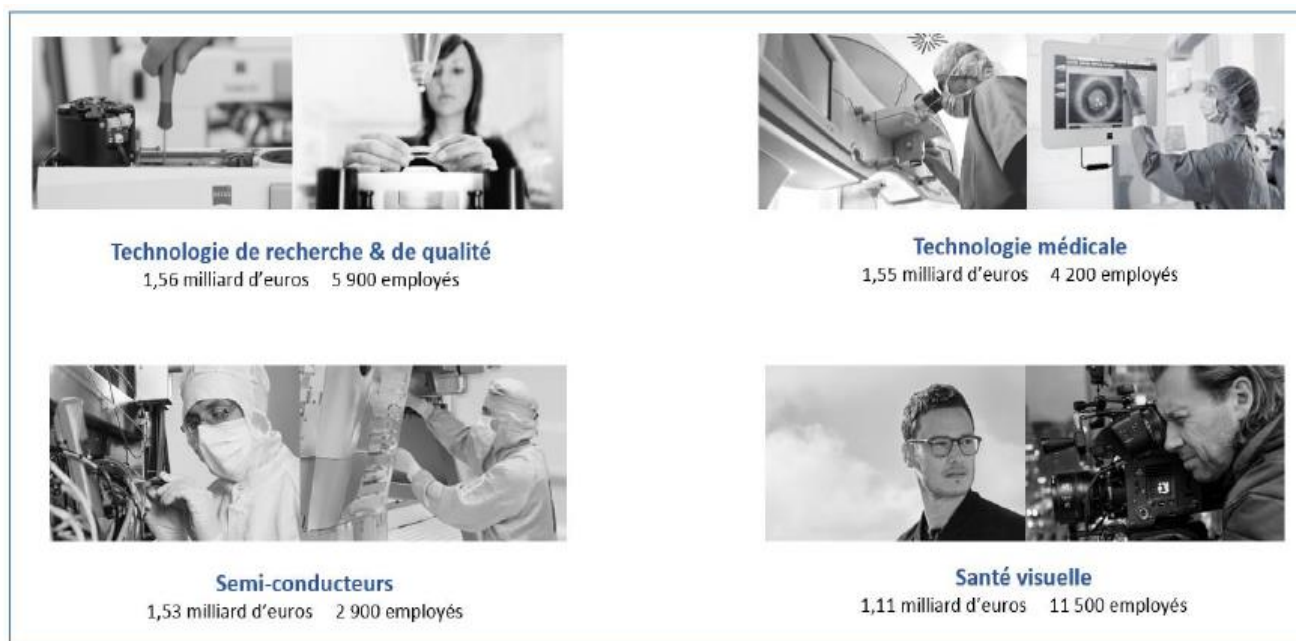 Technologie de recherche & de qualité
1,56 milliard d'euros 5 900 employés
Technologie médicale
1,55 milliard d'euros 4 200 employés
Semi-conducteurs
1,53 milliard d'euros 2 900 employés
Santé visuelle
1,11 milliard d'euros 11 500 employés